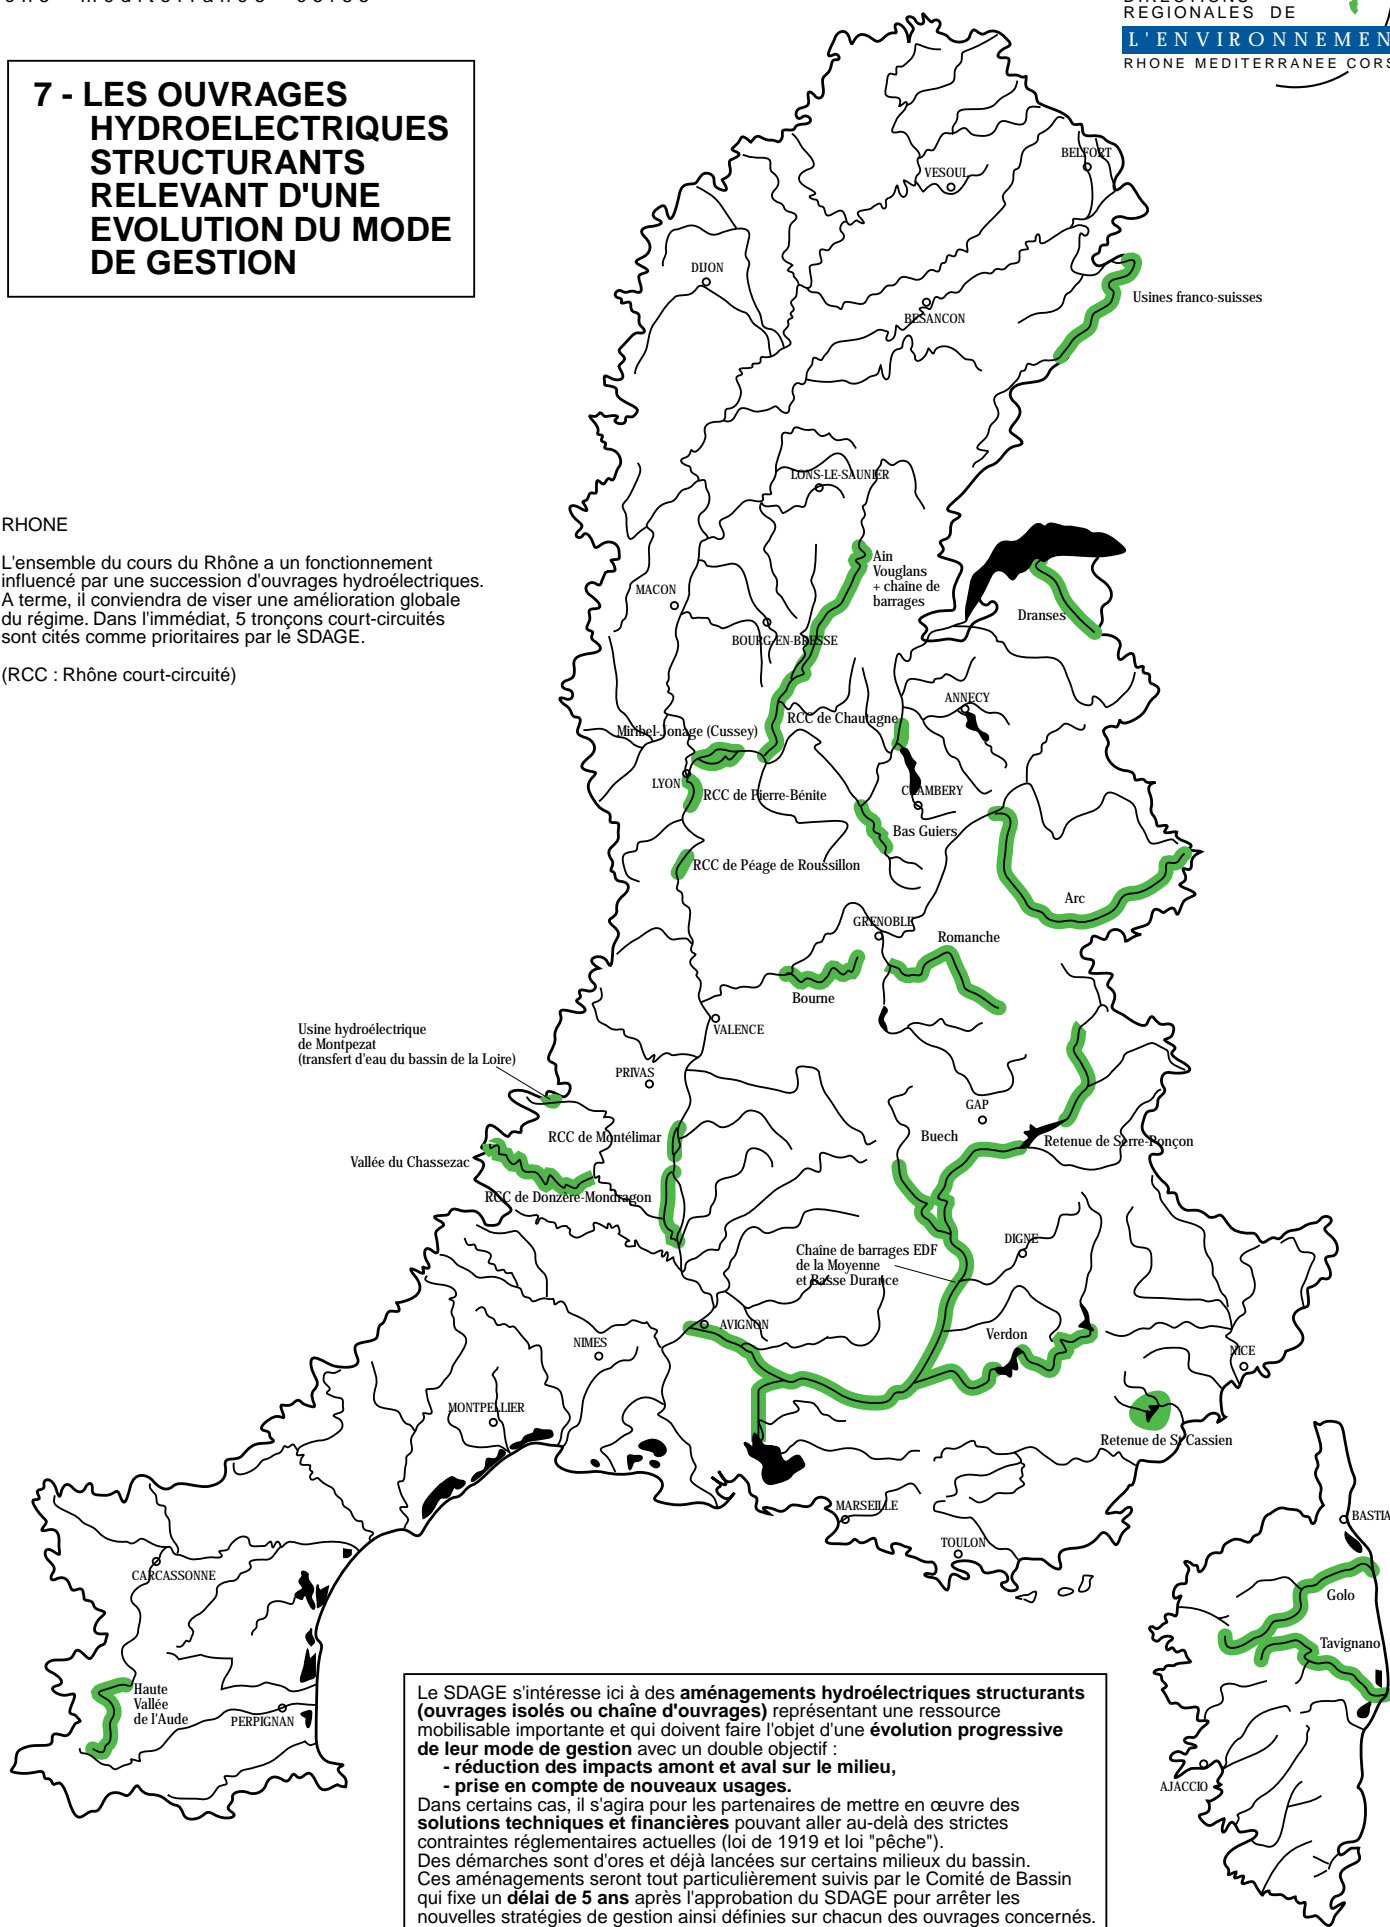 DIRECTIONS
REGIONALES DE
L'ENVIRONNEMEN
RHONE MEDITERRANEE CORS
7 - LES OUVRAGES
HYDROELECTRIQUES
STRUCTURANTS
RELEVANT D'UNE
EVOLUTION DU MODE
DE GESTION
BELFORT
VESOUL
DIJON
Usines franco-suisses
BESANCON
LONS-LE-SAUNIER
RHONE
L'ensemble du cours du Rhône a un fonctionnement
influencé par une succession d'ouvrages hydroélectriques.
A terme, il conviendra de viser une amélioration globale
du régime. Dans l'immédiat, 5 tronçons court-circuités
sont cités comme prioritaires par le SDAGE.
(RCC : Rhône court-circuité)
Ain
Vouglans
+ chaîne de
barrages
MACON
Dranses
BOURG-EN-BRESSE
ANNECY
RCC de Chautagne
Miribel-Jonage (Cussey)
LYON
RCC de Pierre-Bénite
CHAMBERY
Bas Guiers
RCC de Péage de Roussillon
Arc
GRENOBLE
Romanche
Bourne
VALENCE
Usine hydroélectrique
de Montpezat
(transfert d'eau du bassin de la Loire)
PRIVAS
GAP
RCC de Montélimar
Buech
Retenue de Serre-Ponçon
Vallée du Chassezac
RCC de Donzère-Mondragon
Chaîne de barrages EDF
de la Moyenne
et Basse Durance
DIGNE
AVIGNON
Verdon
NIMES
NICE
MONTPELLIER
Retenue de St Cassien
MARSEILLE
BASTIA
TOULON
CARCASSONNE
Golo
Tavignano
Haute
Vallée
de l'Aude
PERPIGNAN
AJACCIO
Le SDAGE s'intéresse ici à des aménagements hydroélectriques structurants
(ouvrages isolés ou chaîne d'ouvrages) représentant une ressource
mobilisable importante et qui doivent faire l'objet d'une évolution progressive
de leur mode de gestion avec un double objectif :
- réduction des impacts amont et aval sur le milieu,
- prise en compte de nouveaux usages.
Dans certains cas, il s'agira pour les partenaires de mettre en œuvre des
solutions techniques et financières pouvant aller au-delà des strictes
contraintes réglementaires actuelles (loi de 1919 et loi "pêche").
Des démarches sont d'ores et déjà lancées sur certains milieux du bassin.
Ces aménagements seront tout particulièrement suivis par le Comité de Bassin
qui fixe un délai de 5 ans après l'approbation du SDAGE pour arrêter les
nouvelles stratégies de gestion ainsi définies sur chacun des ouvrages concernés.